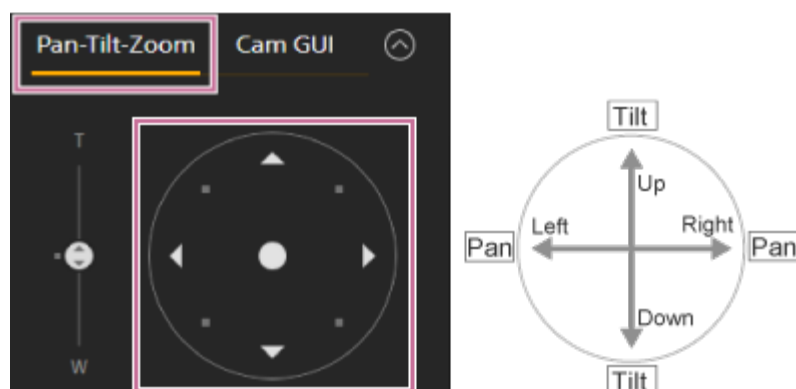 Pan-Tilt-Zoom Cam GUI
T
W
Tilt
Up
Left Right
Pan Pan
Down
Tilt